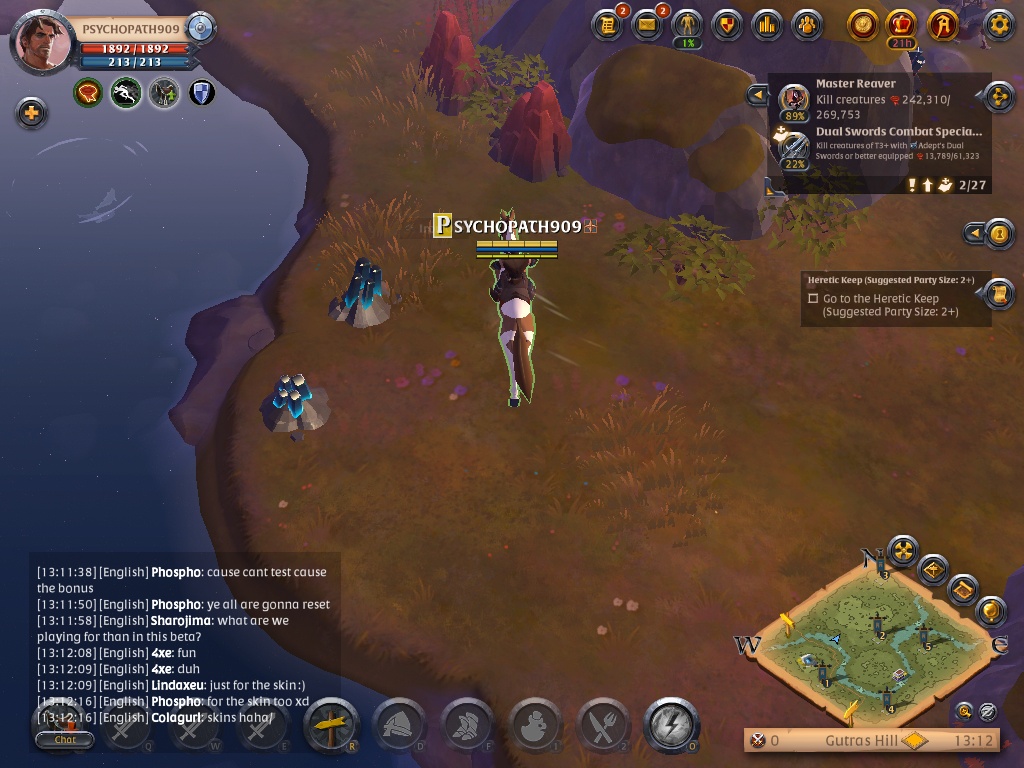 PSYCHOPATH909
1892 / 1892
213 / 213
2
2
1%
21h
Master Reaver
Kill creatures 242,310/
269,753
89%
Dual Swords Combat Specia...
Kill creatures of T3+ with Adept's Dual
Swords or better equipped 13,789/61,323
22%
2/27
PSYCHOPATH909
Heretic Keep (Suggested Party Size: 2+)
Go to the Heretic Keep
(Suggested Party Size: 2+)
[13:11:38] [English] Phospho: cause cant test cause
the bonus
[13:11:50] [English] Phospho: ye all are gonna reset
[13:11:58] [English] Sharojima: what are we
playing for than in this beta?
[13:12:08] [English] 4xe: fun
[13:12:09] [English] 4xe: duh
[13:12:09] [English] Lindaxeu: just for the skin:)
[13:12:16] [English] Phospho: for the skin too xd
[13:12:16] [English] Colagurl: skins haha/
Chat
Q
W
E
R
D
F
1
2
O
N
W
E
3
2
5
1
4
0
Gutras Hill
13:12